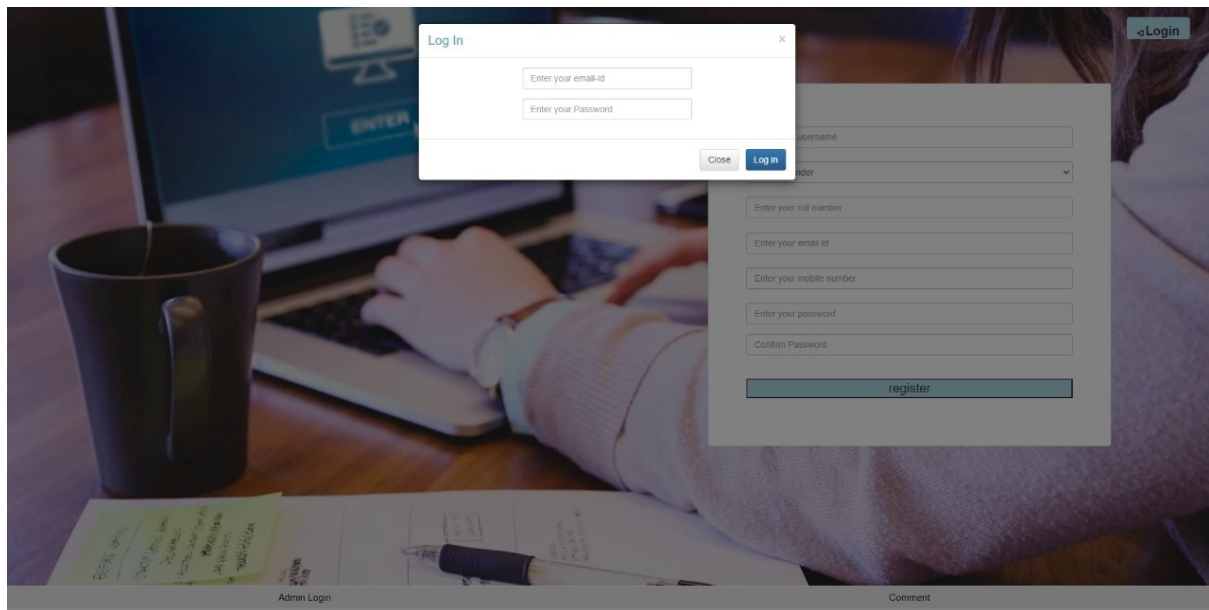 Login
Log In
×
Enter your email-id
Enter your Password
Close
Log in
username
nder
Enter your roll number
Enter your email-id
Enter your mobile number
Enter your password
Confirm Password
register
ENTER
Admin Login
Comment